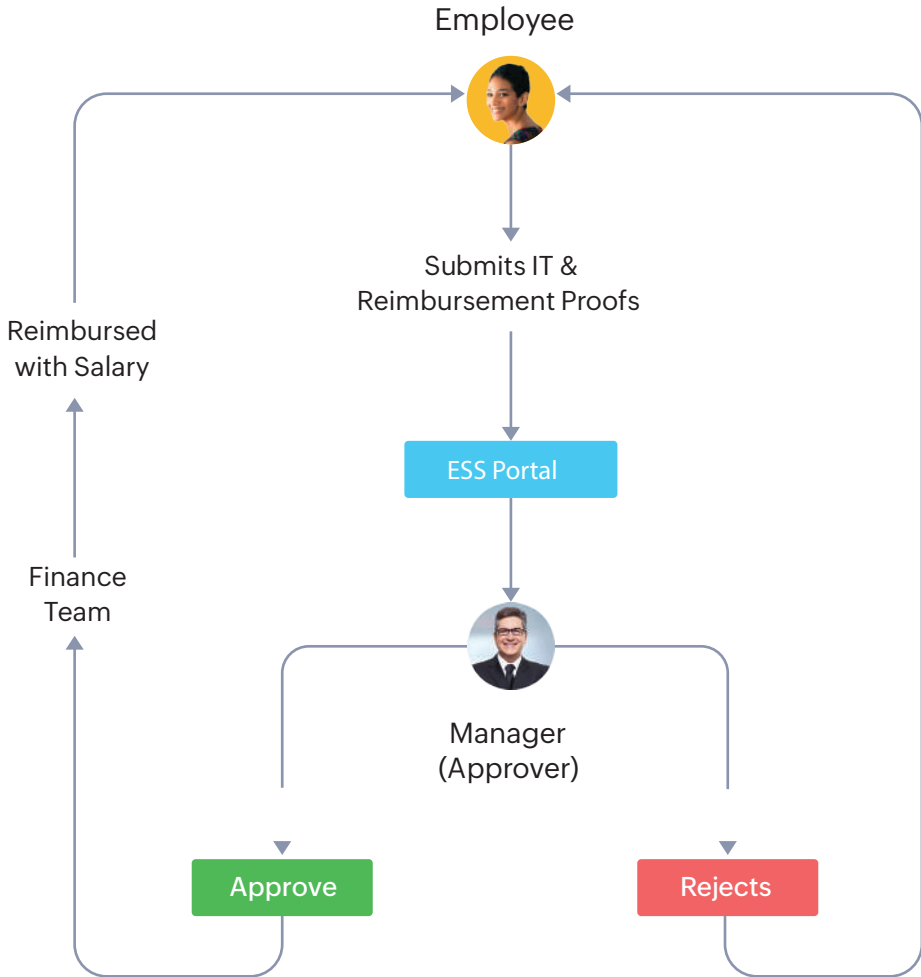 Employee
Submits IT &
Reimbursement Proofs
Reimbursed
with Salary
ESS Portal
Finance
Team
Manager
(Approver)
Approve
Rejects